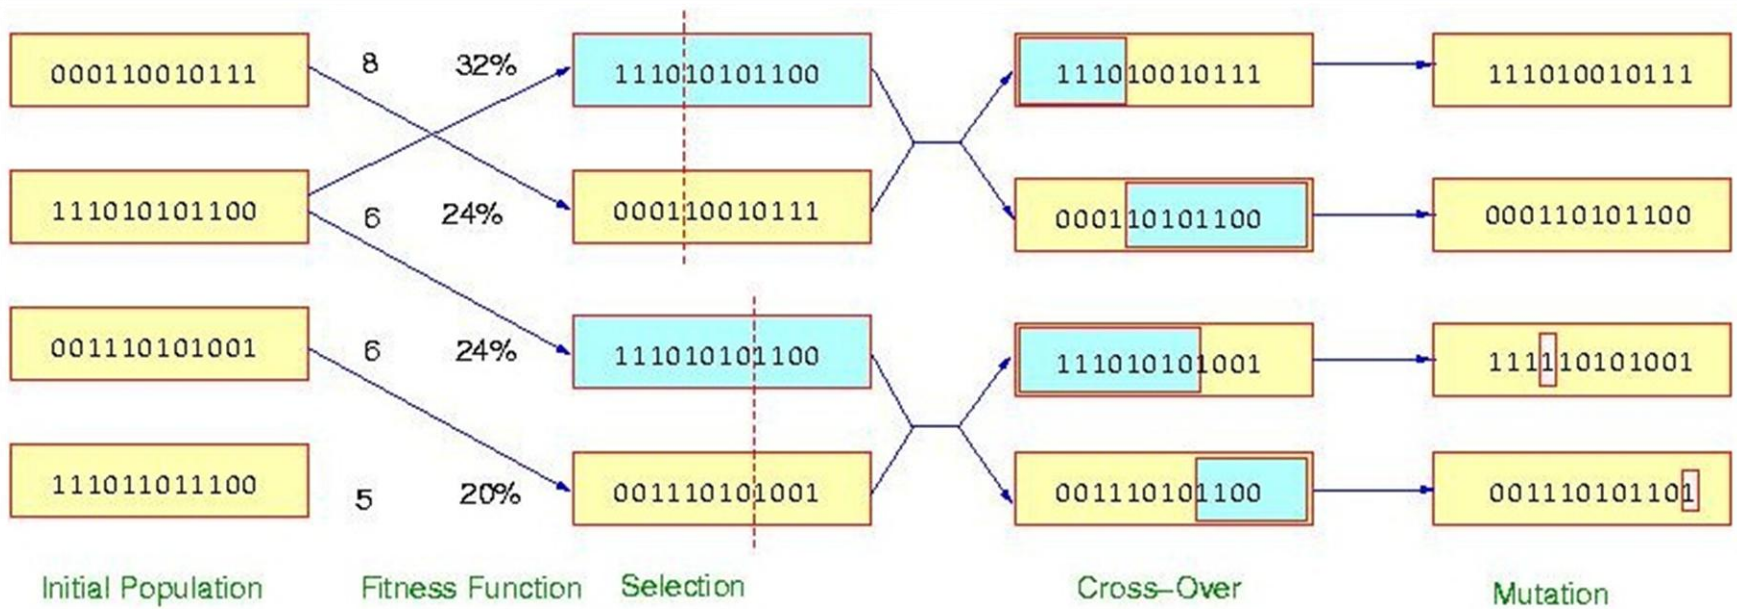 000110010111 8 32% 111010101100 111010010111 111010010111
111010101100 6 24% 000110010111 000110101100 000110101100
001110101001 6 24% 111010101100 111010101001 111110101001
111011011100 5 20% 001110101001 001110101100 001110101101
Initial Population Fitness Function Selection Cross–Over Mutation